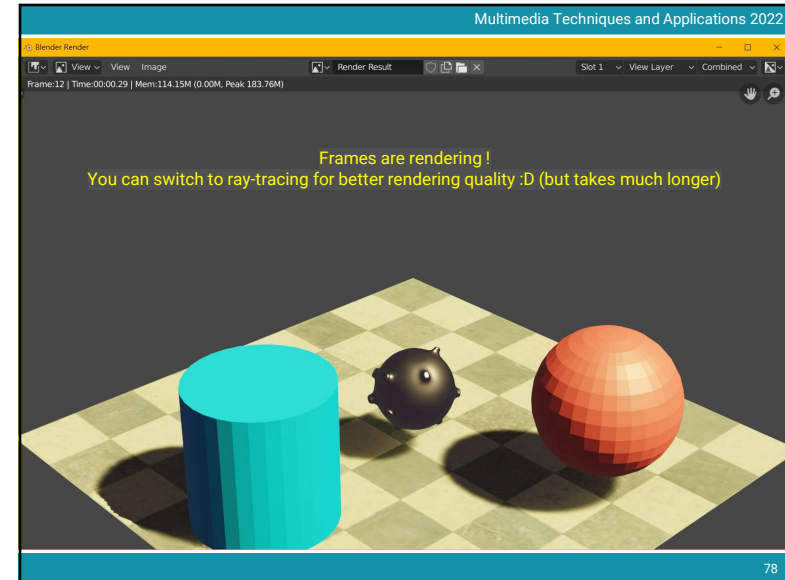 Multimedia Techniques and Applications 2022
Blender Render
View View Image Render Result Slot 1 View Layer Combined
Frame:12 | Time:00:00.29 | Mem:114.15M (0.00M, Peak 183.76M)
Frames are rendering !
You can switch to ray-tracing for better rendering quality :D (but takes much longer)
78